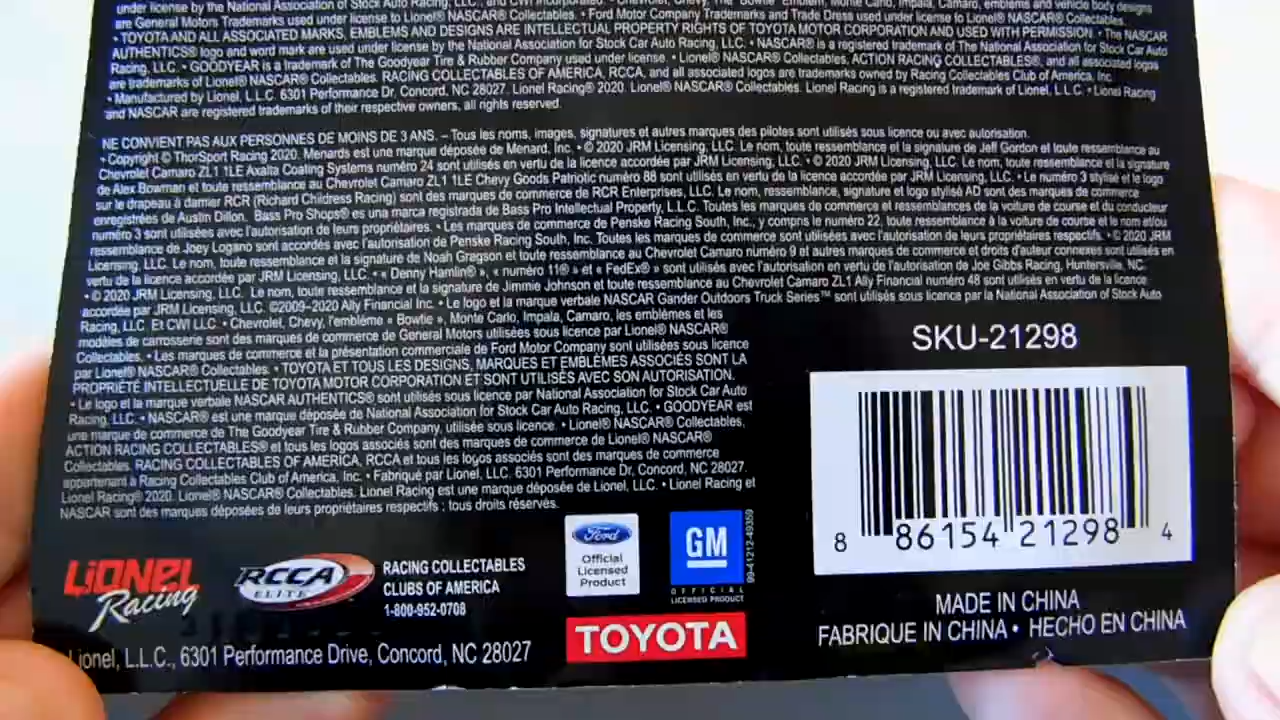 under license by the National Association of Stock Auto Racing, LLC., and CWI Incorporated. • Chevrolet, Chevy, The "Bowtie" Emblem, Monte Carlo, Impala, Camaro, emblems and vehicle body designs
are General Motors Trademarks used under license to Lionel® NASCAR® Collectables. • Ford Motor Company Trademarks and Trade Dress used under license to Lionel® NASCAR® Collectables.
• TOYOTA AND ALL ASSOCIATED MARKS, EMBLEMS AND DESIGNS ARE INTELLECTUAL PROPERTY RIGHTS OF TOYOTA MOTOR CORPORATION AND USED WITH PERMISSION. • The NASCAR
AUTHENTICS® logo and word mark are used under license by the National Association for Stock Car Auto Racing, LLC. • NASCAR® is a registered trademark of The National Association for Stock Car Auto
Racing, LLC. • GOODYEAR is a trademark of The Goodyear Tire & Rubber Company used under license. • Lionel® NASCAR® Collectables, ACTION RACING COLLECTABLES®, and all associated logos
are trademarks of Lionel® NASCAR® Collectables. RACING COLLECTABLES OF AMERICA, RCCA, and all associated logos are trademarks owned by Racing Collectables Club of America, Inc.
• Manufactured by Lionel, L.L.C. 6301 Performance Dr, Concord, NC 28027. Lionel Racing® 2020. Lionel® NASCAR® Collectables. Lionel Racing is a registered trademark of Lionel, L.L.C. • Lionel Racing
and NASCAR are registered trademarks of their respective owners, all rights reserved.
NE CONVIENT PAS AUX PERSONNES DE MOINS DE 3 ANS. – Tous les noms, images, signatures et autres marques des pilotes sont utilisés sous licence ou avec autorisation.
• Copyright © ThorSport Racing 2020. Menards est une marque déposée de Menard, Inc. • © 2020 JRM Licensing, LLC. Le nom, toute ressemblance et la signature de Jeff Gordon et toute ressemblance au
Chevrolet Camaro ZL1 1LE Axalta Coating Systems numéro 24 sont utilisés en vertu de la licence accordée par JRM Licensing, LLC. • © 2020 JRM Licensing, LLC. Le nom, toute ressemblance et la signature
de Alex Bowman et toute ressemblance au Chevrolet Camaro ZL1 1LE Chevy Goods Patriotic numéro 88 sont utilisés en vertu de la licence accordée par JRM Licensing, LLC. • Le numéro 3 stylisé et le logo
sur le drapeau à damier RCR (Richard Childress Racing) sont des marques de commerce de RCR Enterprises, LLC. Le nom, ressemblance, signature et logo stylisé AD sont des marques de commerce
enregistrées de Austin Dillon. Bass Pro Shops® es una marca registrada de Bass Pro Intellectual Property, L.L.C. Toutes les marques de commerce et ressemblances de la voiture de course et du conducteur
numéro 3 sont utilisées avec l'autorisation de leurs propriétaires. • Les marques de commerce de Penske Racing South, Inc., y compris le numéro 22, toute ressemblance à la voiture de course et le nom et/ou
ressemblance de Joey Logano sont accordés avec l'autorisation de Penske Racing South, Inc. Toutes les marques de commerce sont utilisées avec l'autorisation de leurs propriétaires respectifs. • © 2020 JRM
Licensing, LLC. Le nom, toute ressemblance et la signature de Noah Gragson et toute ressemblance au Chevrolet Camaro numéro 9 et autres marques de commerce et droits d'auteur connexes sont utilisés en
vertu de la licence accordée par JRM Licensing, LLC. • « Denny Hamlin® », « numéro 11® » et « FedEx® » sont utilisés avec l'autorisation en vertu de l'autorisation de Joe Gibbs Racing, Huntersville, NC.
• © 2020 JRM Licensing, LLC. Le nom, toute ressemblance et la signature de Jimmie Johnson et toute ressemblance au Chevrolet Camaro ZL1 Ally Financial numéro 48 sont utilisés en vertu de la licence
accordée par JRM Licensing, LLC. ©2009–2020 Ally Financial Inc. • Le logo et la marque verbale NASCAR Gander Outdoors Truck Series™ sont utilisés sous licence par la National Association of Stock Auto
Racing, LLC. Et CWI LLC. • Chevrolet, Chevy, l'emblème « Bowtie », Monte Carlo, Impala, Camaro, les emblèmes et les
modèles de carrosserie sont des marques de commerce de General Motors utilisées sous licence par Lionel® NASCAR®
Collectables. • Les marques de commerce et la présentation commerciale de Ford Motor Company sont utilisées sous licence
par Lionel® NASCAR® Collectables. • TOYOTA ET TOUS LES DESIGNS, MARQUES ET EMBLÈMES ASSOCIÉS SONT LA
PROPRIÉTÉ INTELLECTUELLE DE TOYOTA MOTOR CORPORATION ET SONT UTILISÉS AVEC SON AUTORISATION.
• Le logo et la marque verbale NASCAR AUTHENTICS® sont utilisés sous licence par National Association for Stock Car Auto
Racing, LLC. • NASCAR® est une marque déposée de National Association for Stock Car Auto Racing, LLC. • GOODYEAR est
une marque de commerce de The Goodyear Tire & Rubber Company, utilisée sous licence. • Lionel® NASCAR® Collectables,
ACTION RACING COLLECTABLES® et tous les logos associés sont des marques de commerce de Lionel® NASCAR®
Collectables. RACING COLLECTABLES OF AMERICA, RCCA et tous les logos associés sont des marques de commerce
appartenant à Racing Collectables Club of America, Inc. • Fabriqué par Lionel, L.L.C. 6301 Performance Dr, Concord, NC 28027.
Lionel Racing® 2020. Lionel® NASCAR® Collectables. Lionel Racing est une marque déposée de Lionel, L.L.C. • Lionel Racing et
NASCAR sont des marques déposées de leurs propriétaires respectifs ; tous droits réservés.
SKU-21298
8 86154 21298 4
LIONEL Racing
RCCA ELITE
RACING COLLECTABLES
CLUBS OF AMERICA
1-800-952-0708
Ford
Official
Licensed
Product
GM
OFFICIAL
LICENSED PRODUCT
99-41212-49359
TOYOTA
MADE IN CHINA
FABRIQUE IN CHINA • HECHO EN CHINA
Lionel, L.L.C., 6301 Performance Drive, Concord, NC 28027